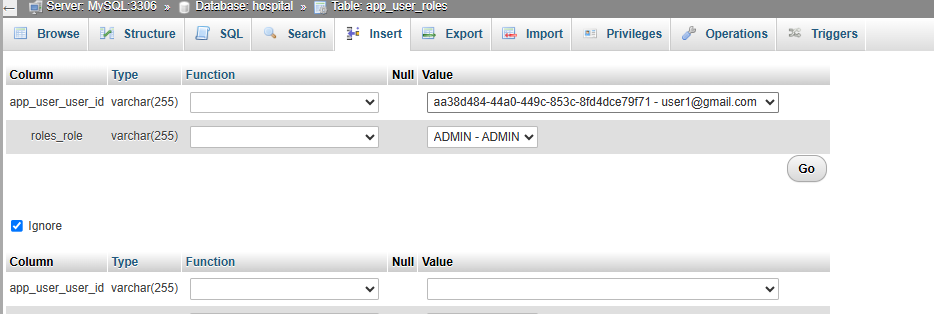 ← Server: MySQL:3306 » Database: hospital » Table: app_user_roles
Browse Structure SQL Search Insert Export Import Privileges Operations Triggers
Column Type Function Null Value
app_user_user_id varchar(255) aa38d484-44a0-449c-853c-8fd4dce79f71 - user1@gmail.com
roles_role varchar(255) ADMIN - ADMIN
Go
Ignore
Column Type Function Null Value
app_user_user_id varchar(255)